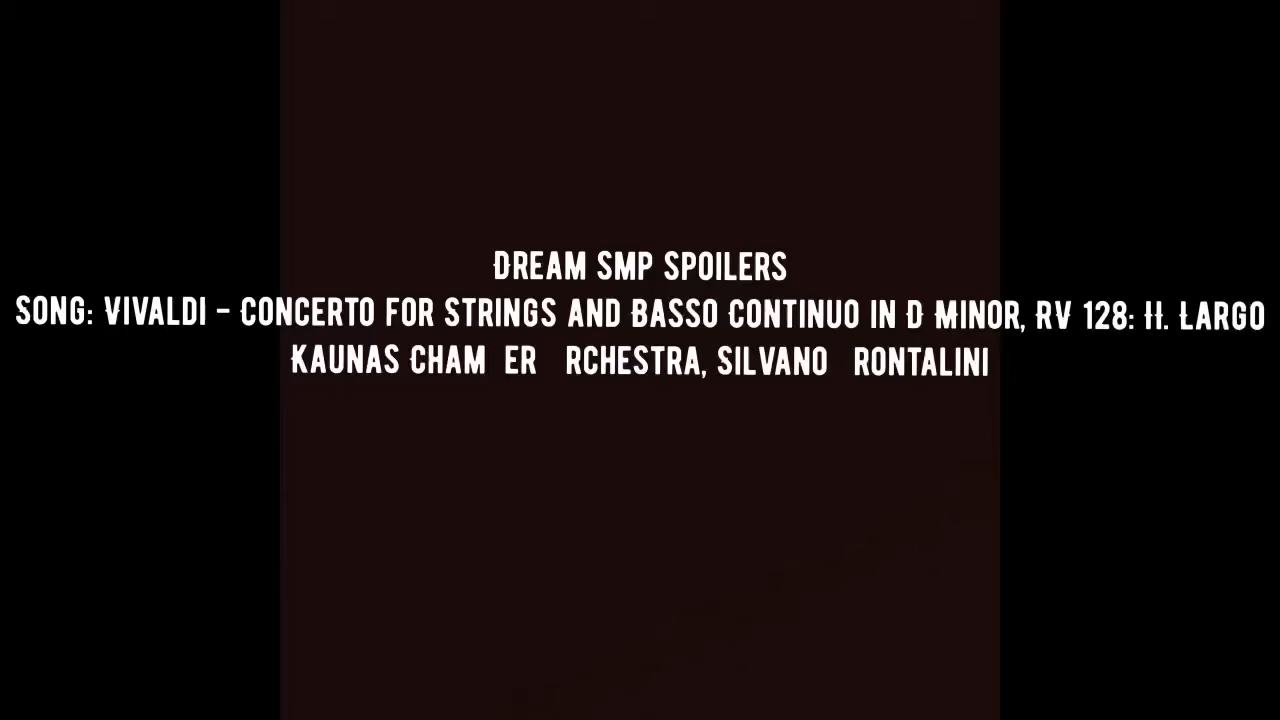 Dream SMP spoilers
song: Vivaldi - Concerto for strings and Basso Continuo in D Minor, RV 128: II. Largo
Kaunas Cham er rchestra, Silvano rontalini